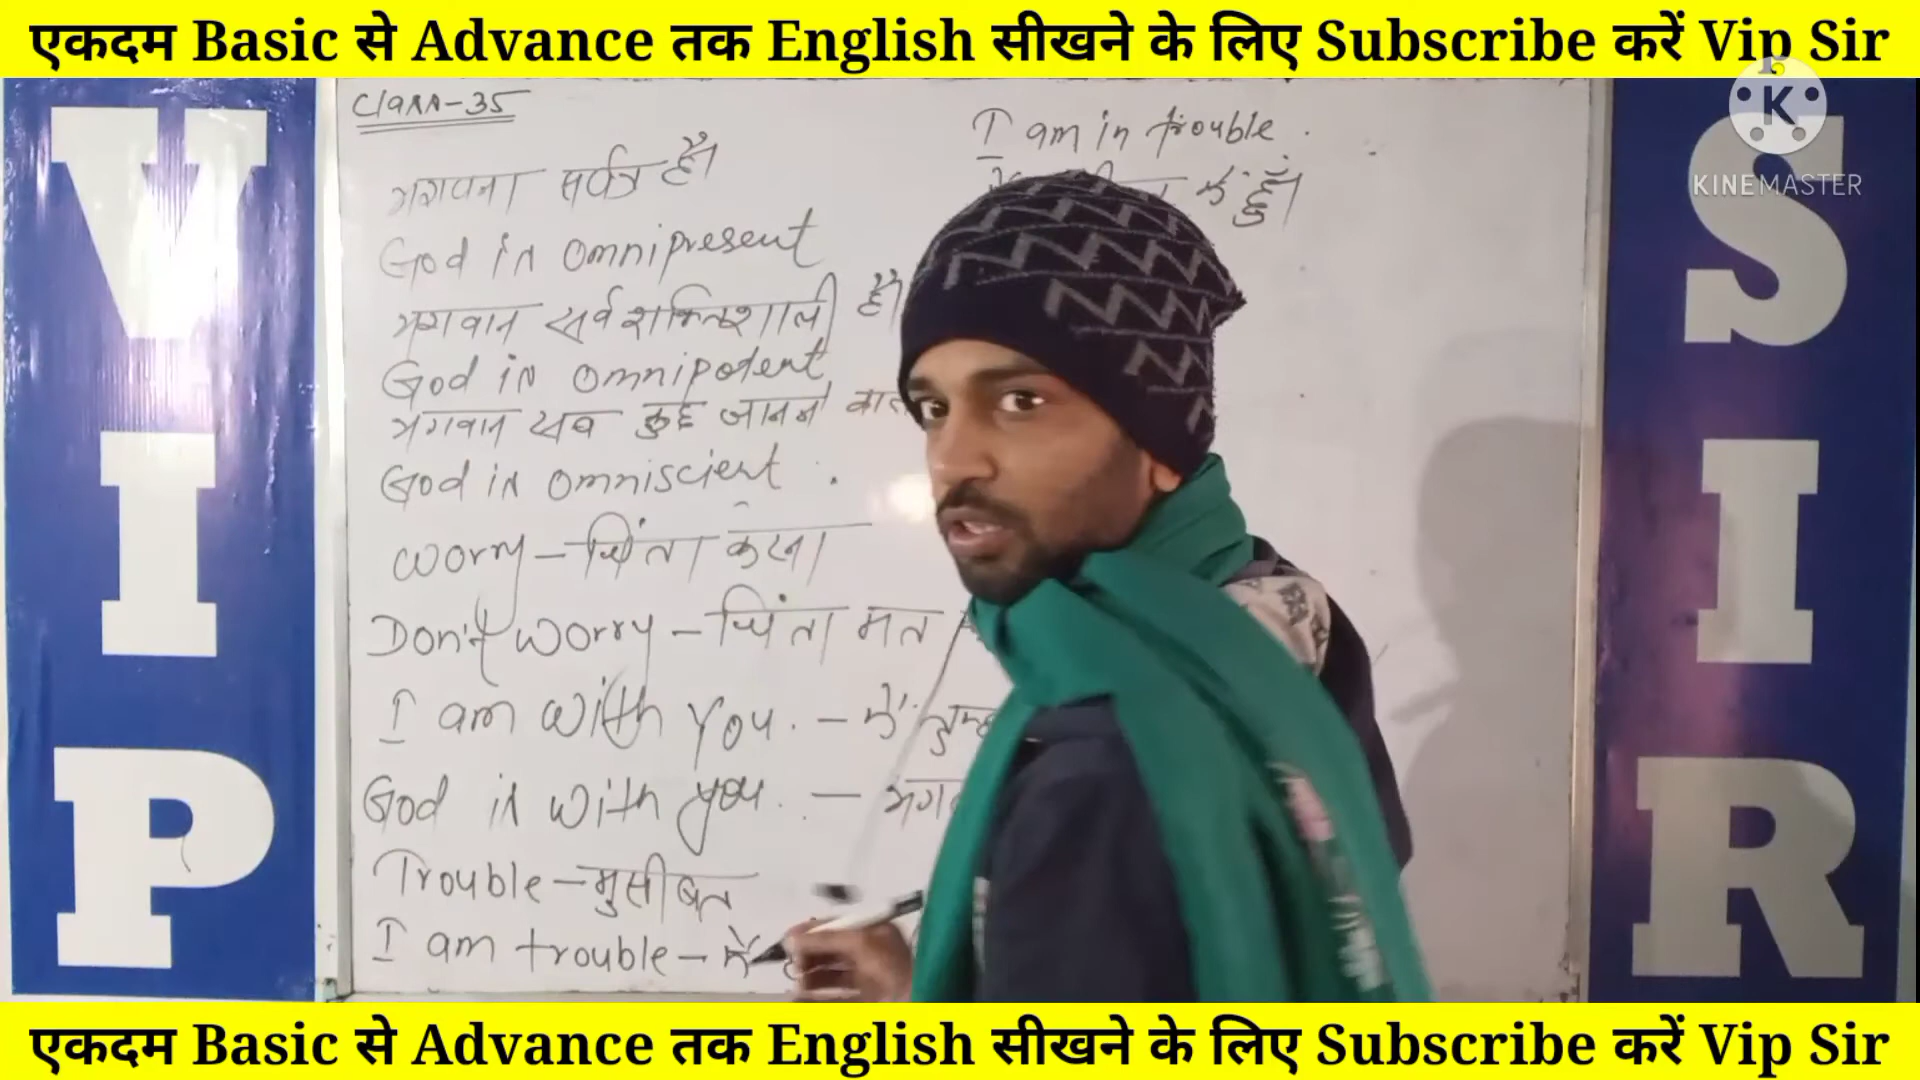 एकदम Basic से Advance तक English सीखने के लिए Subscribe करें Vip Sir
VIP
SIR
K
KINEMASTER
Class-35
भगवान सर्वत्र है।
God is omnipresent
भगवान सर्वशक्तिशाली है।
God is omnipotent
भगवान सब कुछ जानने
God is omniscient.
worry – चिंता करना
Don't worry – चिंता मत
I am with you. – मैं
God is with you. –
Trouble – मुसीबत
I am trouble – मैं
I am in trouble.
में हूँ।
एकदम Basic से Advance तक English सीखने के लिए Subscribe करें Vip Sir